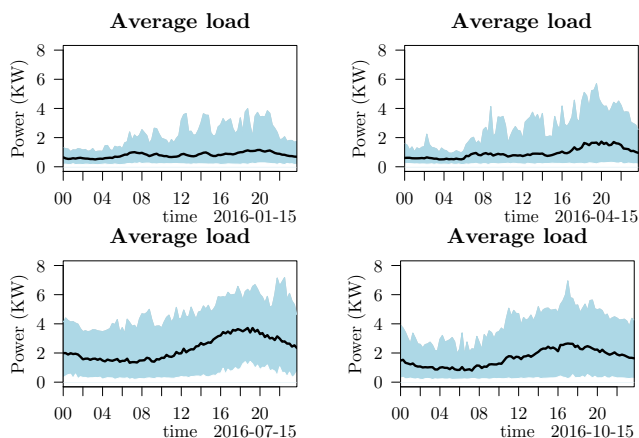 Average load
Power (KW)
8
6
4
2
0
00 04 08 12 16 20
time 2016-01-15
Average load
Power (KW)
8
6
4
2
0
00 04 08 12 16 20
time 2016-04-15
Average load
Power (KW)
8
6
4
2
0
00 04 08 12 16 20
time 2016-07-15
Average load
Power (KW)
8
6
4
2
0
00 04 08 12 16 20
time 2016-10-15